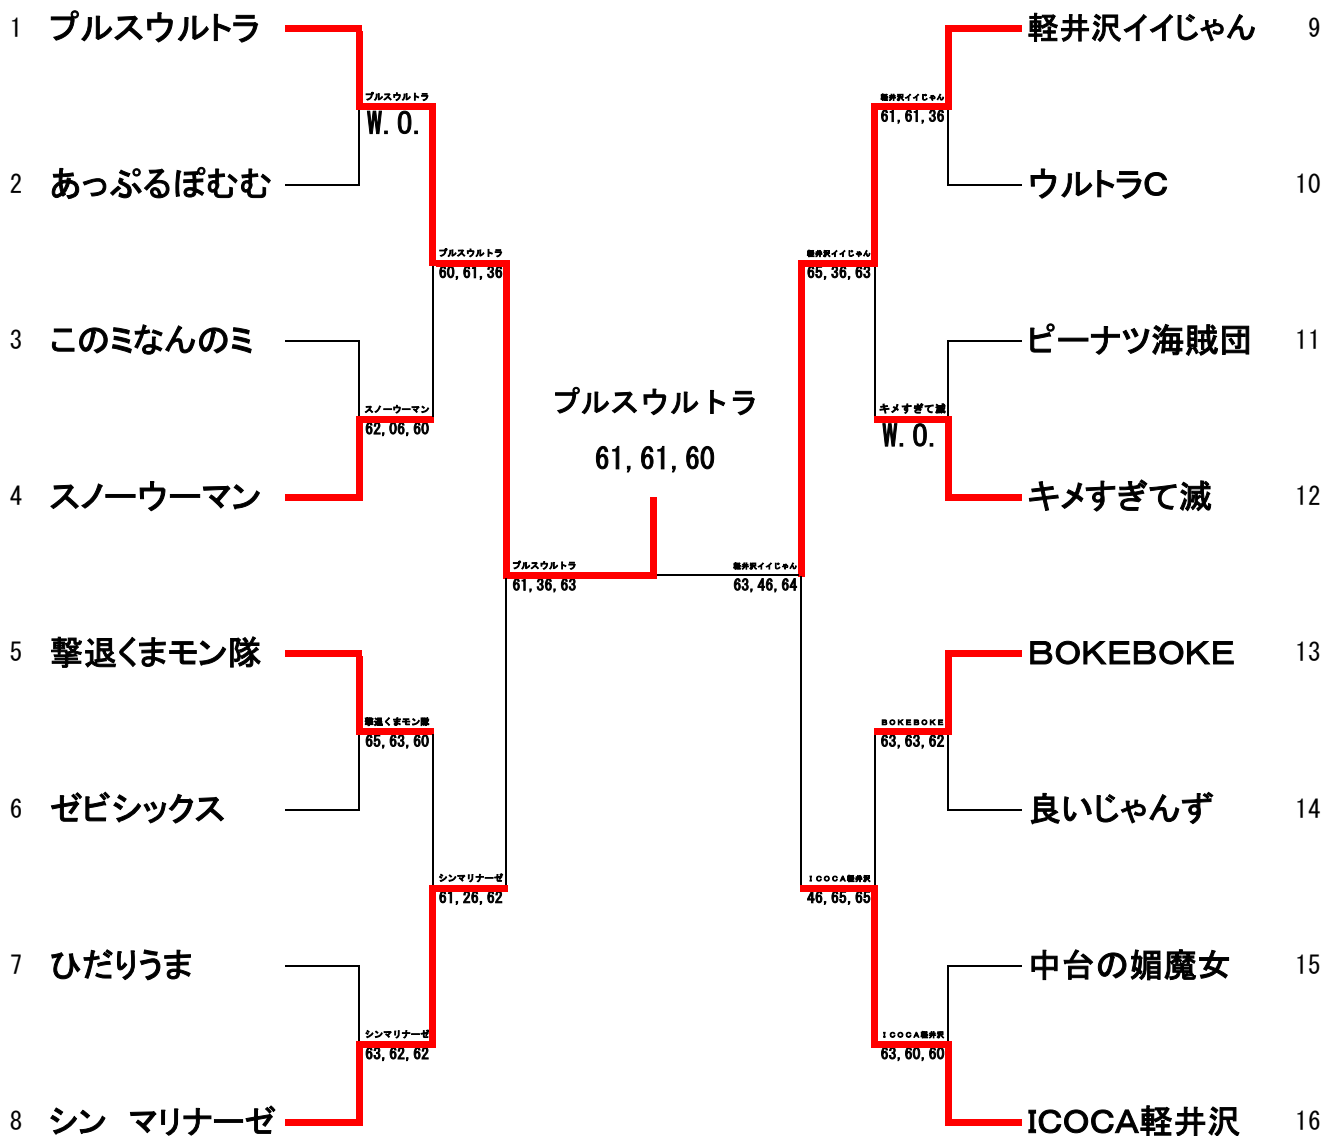 1 プルスウルトラ
プルスウルトラ
W.O.
2 あっぷるぽむむ
プルスウルトラ
60,61,36
3 このミなんのミ
スノーウーマン
62,06,60
4 スノーウーマン
プルスウルトラ
61,36,63
5 撃退くまモン隊
撃退くまモン隊
65,63,60
6 ゼビシックス
シンマリナーゼ
61,26,62
7 ひだりうま
シンマリナーゼ
63,62,62
8 シン　マリナーゼ
プルスウルトラ
61,61,60
軽井沢イイじゃん 9
軽井沢イイじゃん
61,61,36
ウルトラC 10
軽井沢イイじゃん
65,36,63
ピーナツ海賊団 11
キメすぎて滅
W.O.
キメすぎて滅 12
軽井沢イイじゃん
63,46,64
BOKEBOKE 13
BOKEBOKE
63,63,62
良いじゃんず 14
ICOCA軽井沢
46,65,65
中台の媚魔女 15
ICOCA軽井沢
63,60,60
ICOCA軽井沢 16